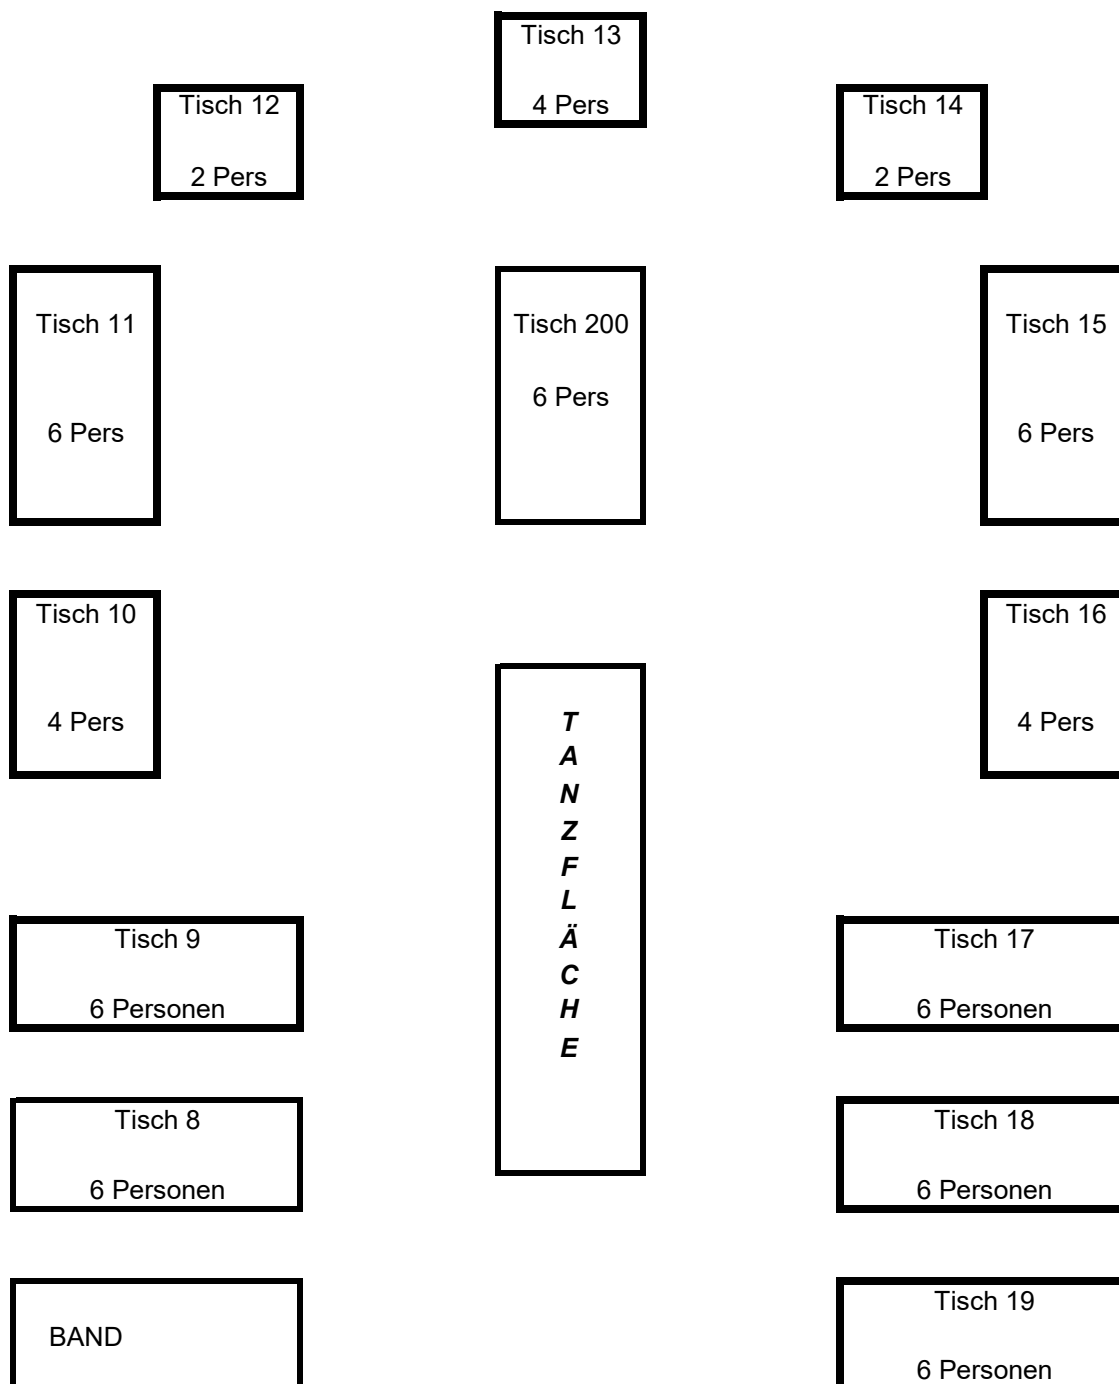 Tisch 13
4 Pers
Tisch 12
2 Pers
Tisch 14
2 Pers
Tisch 11
6 Pers
Tisch 200
6 Pers
Tisch 15
6 Pers
Tisch 10
4 Pers
Tisch 16
4 Pers
T
A
N
Z
F
L
Ä
C
H
E
Tisch 9
6 Personen
Tisch 17
6 Personen
Tisch 8
6 Personen
Tisch 18
6 Personen
BAND
Tisch 19
6 Personen